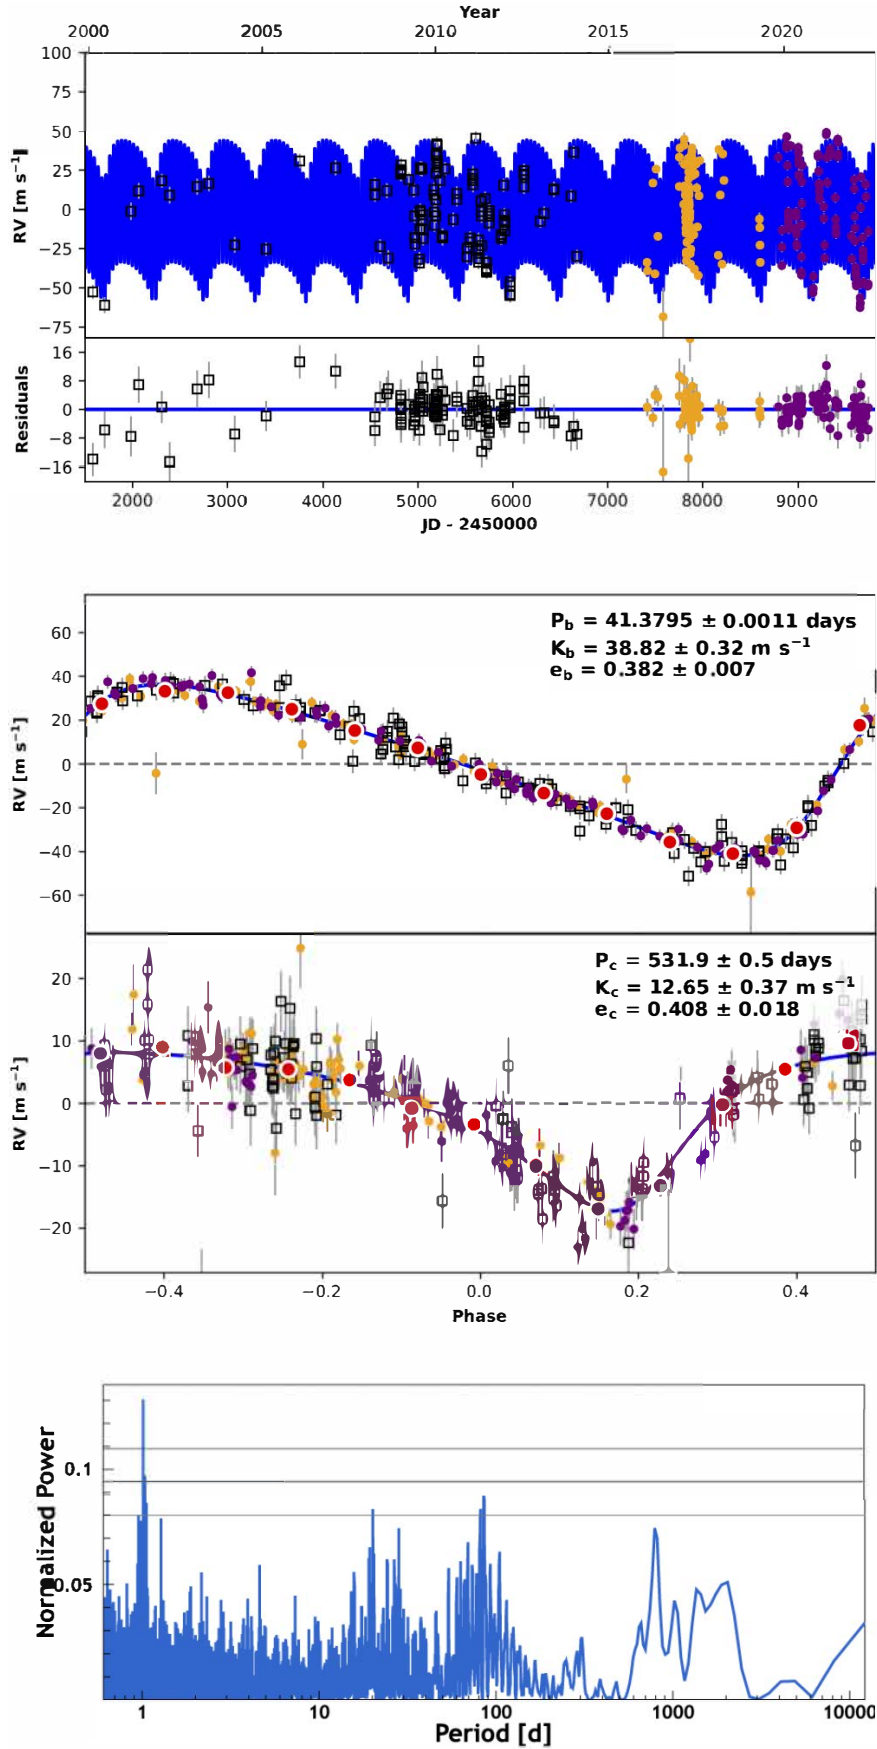 Year
2000 2005 2010 2015 2020
100
75
50
25
0
−25
−50
−75
RV [m s⁻¹]
16
8
0
−8
−16
Residuals
2000 3000 4000 5000 6000 7000 8000 9000
JD - 2450000
60
40
20
0
−20
−40
−60
RV [m s⁻¹]
P_b = 41.3795 ± 0.0011 days
K_b = 38.82 ± 0.32 m s⁻¹
e_b = 0.382 ± 0.007
20
10
0
−10
−20
RV [m s⁻¹]
P_c = 531.9 ± 0.5 days
K_c = 12.65 ± 0.37 m s⁻¹
e_c = 0.408 ± 0.018
−0.4 −0.2 0.0 0.2 0.4
Phase
Normalized Power
0.1
0.05
1 10 100 1000 10000
Period [d]